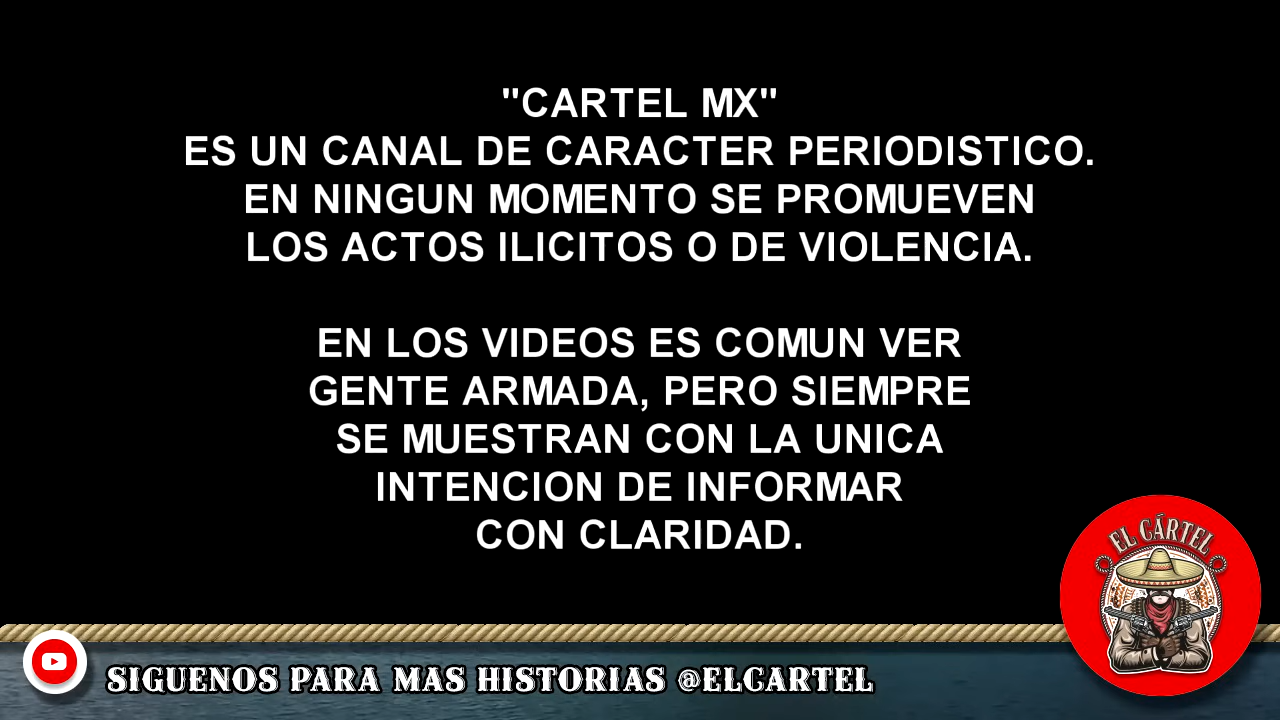 "CARTEL MX"
ES UN CANAL DE CARACTER PERIODISTICO.
EN NINGUN MOMENTO SE PROMUEVEN
LOS ACTOS ILICITOS O DE VIOLENCIA.
EN LOS VIDEOS ES COMUN VER
GENTE ARMADA, PERO SIEMPRE
SE MUESTRAN CON LA UNICA
INTENCION DE INFORMAR
CON CLARIDAD.
EL CÁRTEL
SIGUENOS PARA MAS HISTORIAS @ELCARTEL